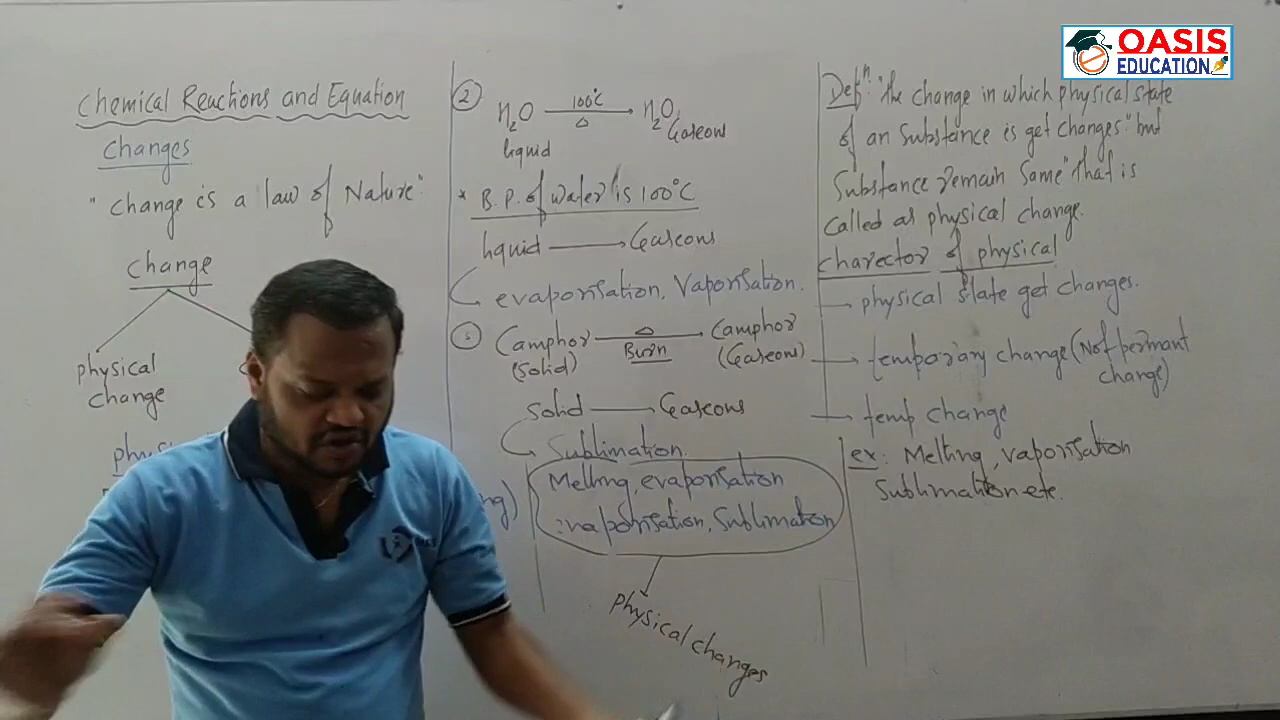 OASIS
EDUCATION
Chemical Reactions and Equation
Changes
"change is a law of Nature"
change
physical
change
② H₂O 100°C → H₂O
△
liquid Gaseous
* B.P. of water is 100°C
liquid → Gaseous
evaporisation, Vaporisation.
③ Camphor △ → Camphor
(Solid) Burn (Gaseous)
Solid → Gaseous
Sublimation.
Melting, evaporisation
vaporisation, Sublimation
physical changes
Defⁿ: "the change in which physical state
of an substance is get changes" but
Substance remain same" that is
called as physical change.
charector of physical
→ physical state get changes.
→ temporary change (Not permant
change)
→ temp change
ex: Melting, vaporisation
Sublimation etc.